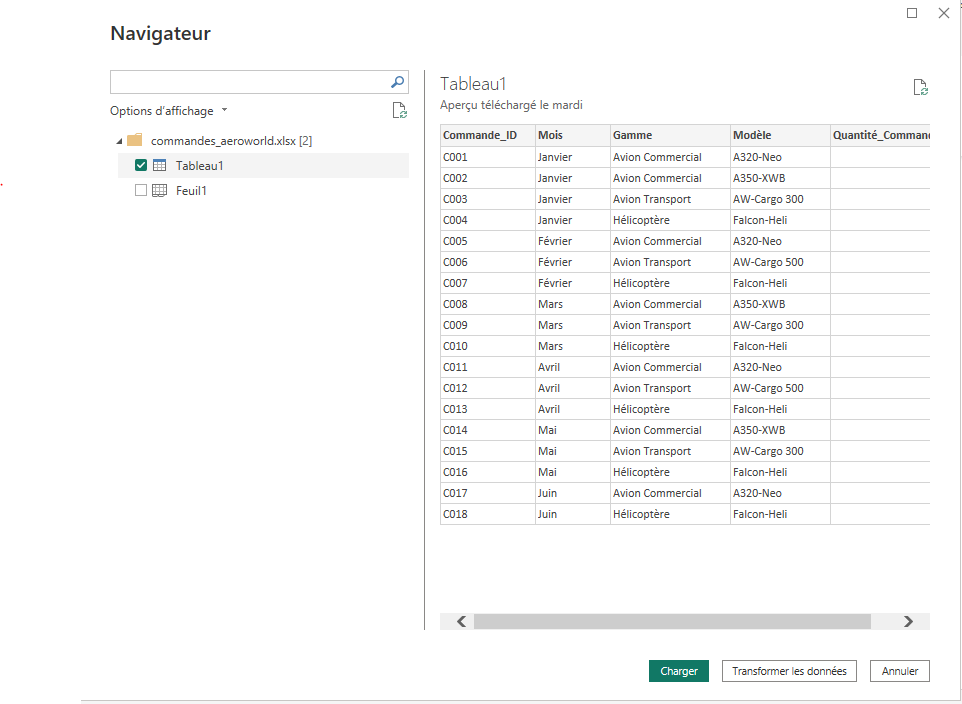 Navigateur
Options d'affichage
commandes_aeroworld.xlsx [2]
Tableau1
Feuil1
Tableau1
Aperçu téléchargé le mardi
Commande_ID Mois Gamme Modèle Quantité_Comman
C001 Janvier Avion Commercial A320-Neo
C002 Janvier Avion Commercial A350-XWB
C003 Janvier Avion Transport AW-Cargo 300
C004 Janvier Hélicoptère Falcon-Heli
C005 Février Avion Commercial A320-Neo
C006 Février Avion Transport AW-Cargo 500
C007 Février Hélicoptère Falcon-Heli
C008 Mars Avion Commercial A350-XWB
C009 Mars Avion Transport AW-Cargo 300
C010 Mars Hélicoptère Falcon-Heli
C011 Avril Avion Commercial A320-Neo
C012 Avril Avion Transport AW-Cargo 500
C013 Avril Hélicoptère Falcon-Heli
C014 Mai Avion Commercial A350-XWB
C015 Mai Avion Transport AW-Cargo 300
C016 Mai Hélicoptère Falcon-Heli
C017 Juin Avion Commercial A320-Neo
C018 Juin Hélicoptère Falcon-Heli
Charger Transformer les données Annuler